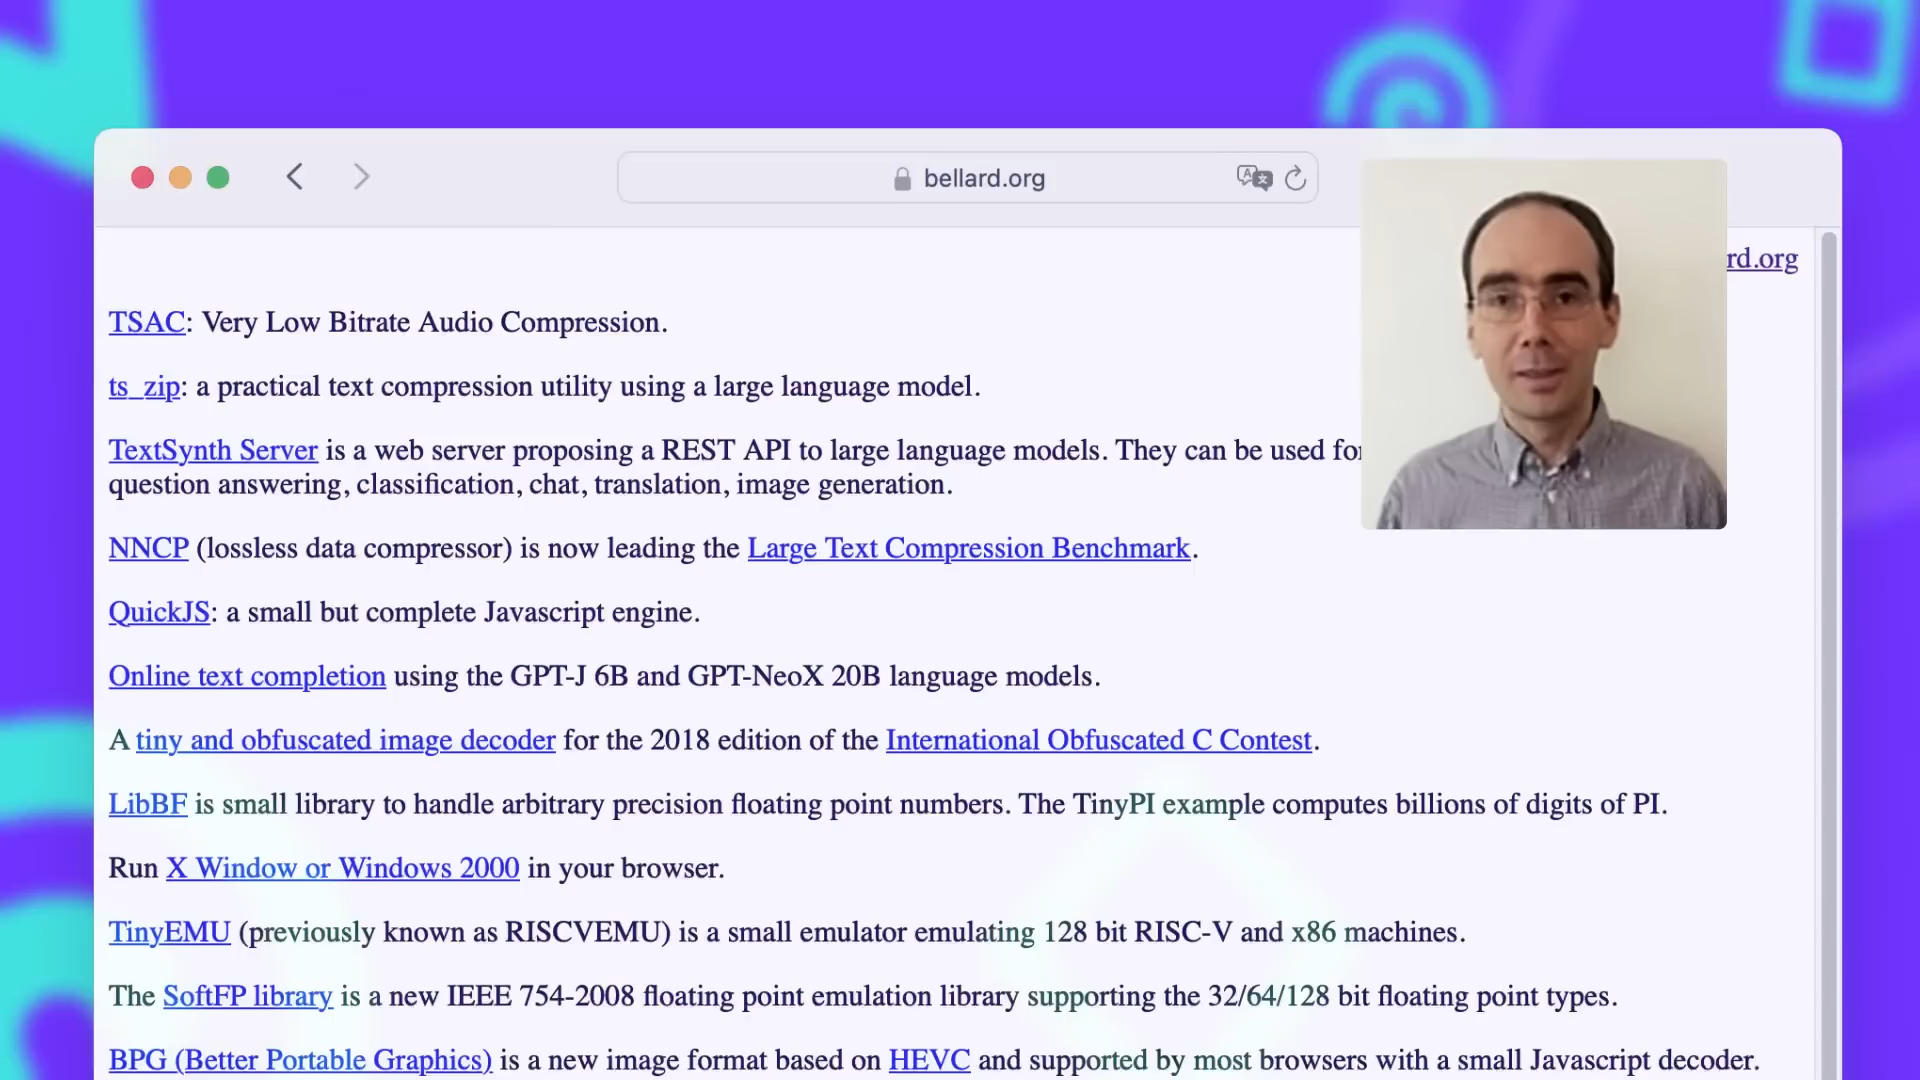 bellard.org
rd.org
TSAC: Very Low Bitrate Audio Compression.
ts_zip: a practical text compression utility using a large language model.
TextSynth Server is a web server proposing a REST API to large language models. They can be used for
question answering, classification, chat, translation, image generation.
NNCP (lossless data compressor) is now leading the Large Text Compression Benchmark.
QuickJS: a small but complete Javascript engine.
Online text completion using the GPT-J 6B and GPT-NeoX 20B language models.
A tiny and obfuscated image decoder for the 2018 edition of the International Obfuscated C Contest.
LibBF is small library to handle arbitrary precision floating point numbers. The TinyPI example computes billions of digits of PI.
Run X Window or Windows 2000 in your browser.
TinyEMU (previously known as RISCVEMU) is a small emulator emulating 128 bit RISC-V and x86 machines.
The SoftFP library is a new IEEE 754-2008 floating point emulation library supporting the 32/64/128 bit floating point types.
BPG (Better Portable Graphics) is a new image format based on HEVC and supported by most browsers with a small Javascript decoder.